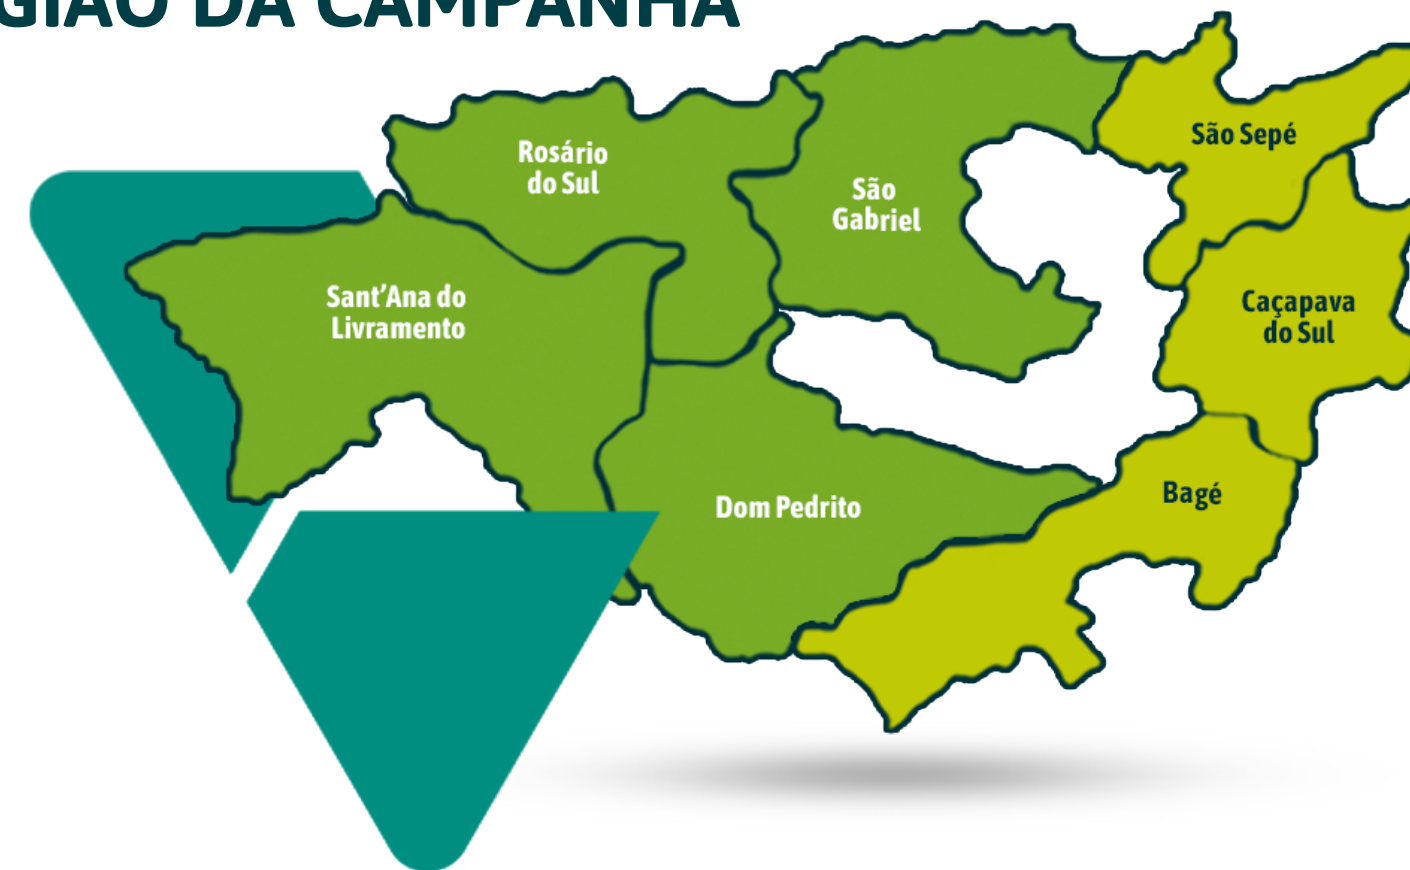 GIÃO DA CAMPANHA
São Sepé
Rosário
do Sul
São
Gabriel
Sant'Ana do
Livramento
Caçapava
do Sul
Bagé
Dom Pedrito